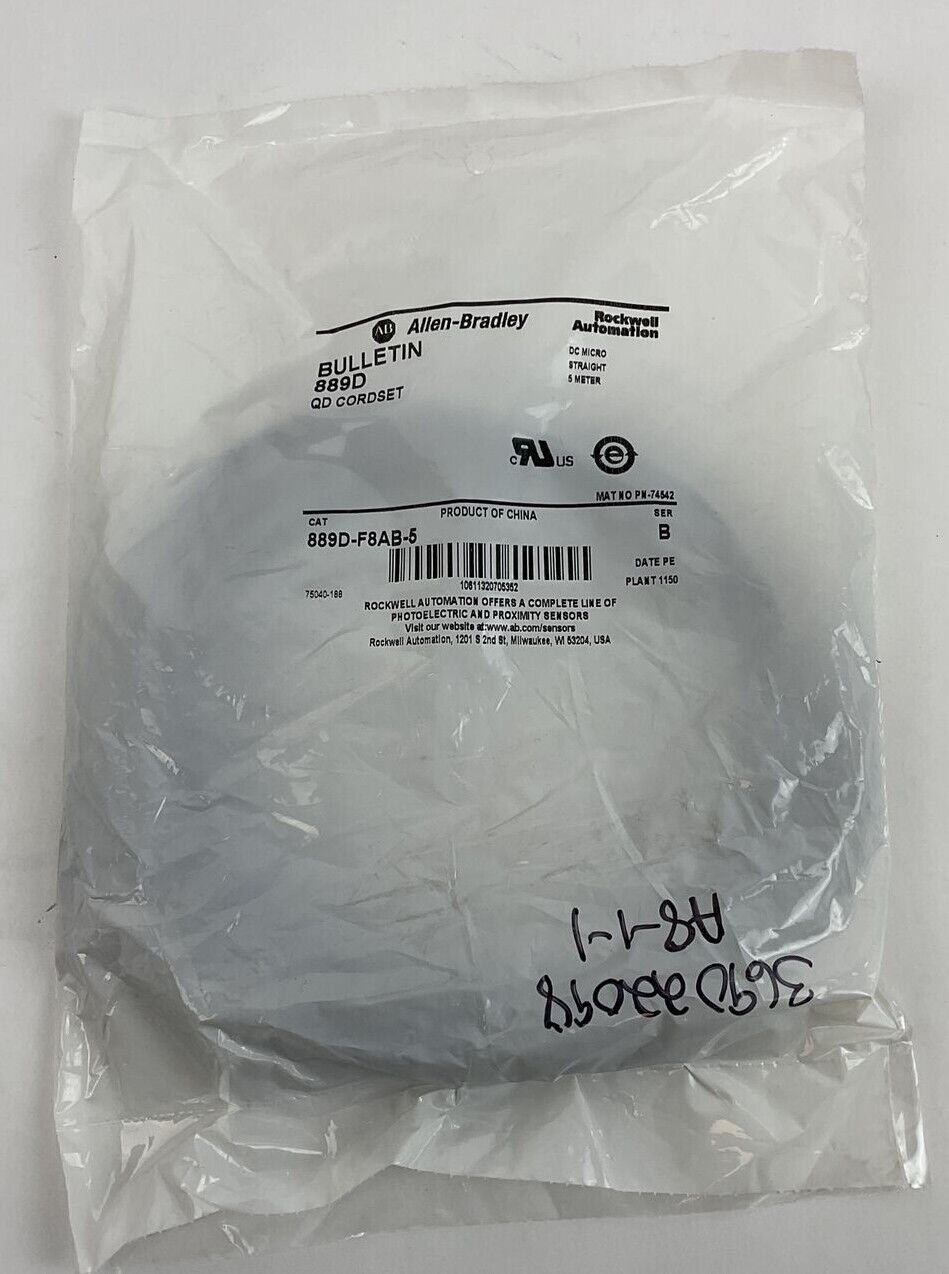 AB Allen-Bradley
Rockwell
Automation
BULLETIN
889D
QD CORDSET
DC MICRO
STRAIGHT
5 METER
c RU US
e
MAT NO PN-74542
CAT
PRODUCT OF CHINA
SER
889D-F8AB-5
B
DATE PE
PLANT 1150
10611320705352
75040-188
ROCKWELL AUTOMATION OFFERS A COMPLETE LINE OF
PHOTOELECTRIC AND PROXIMITY SENSORS
Visit our website at:www.ab.com/sensors
Rockwell Automation, 1201 S 2nd St, Milwaukee, WI 53204, USA
36902209
A8-1-1